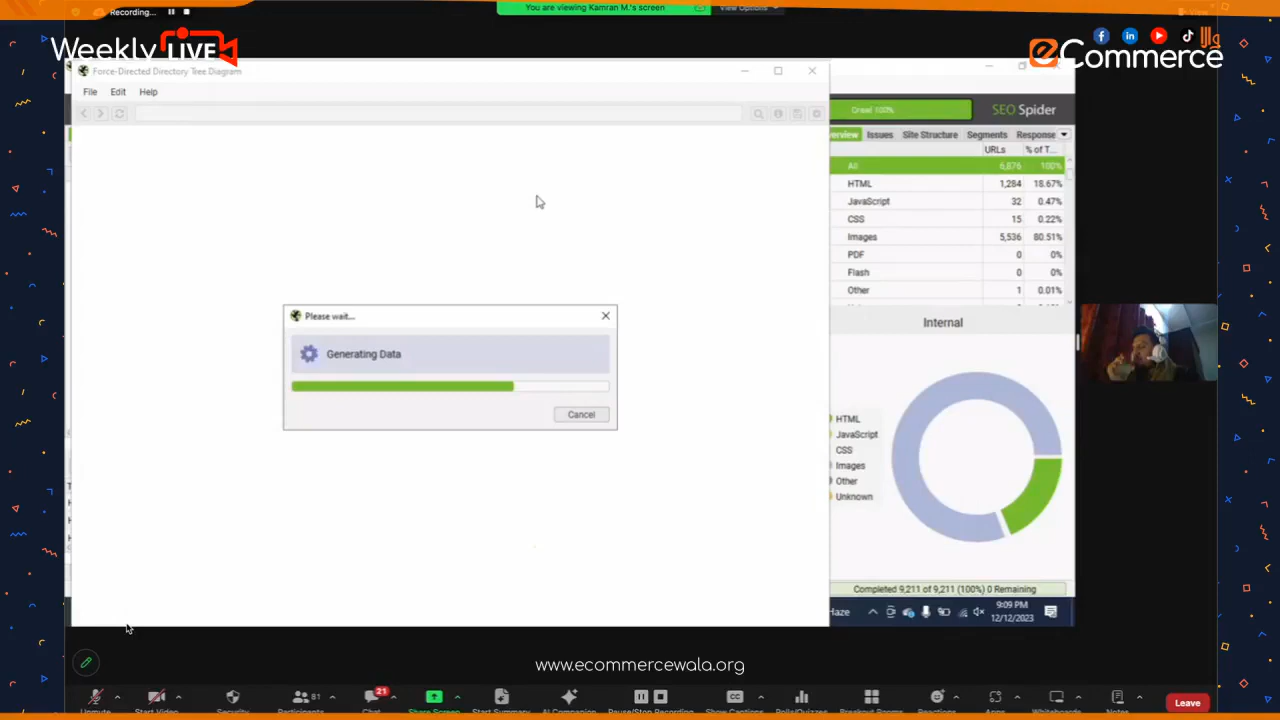 Recording...
You are viewing Kamran M.'s screen
View Options
View
Weekly LIVE
eCommerce
Force-Directed Directory Tree Diagram
File Edit Help
Crawl 100%
SEO Spider
Issues Site Structure Segments Response
URLs % of T...
All 6,876 100%
HTML 1,284 18.67%
JavaScript 32 0.47%
CSS 15 0.22%
Images 5,536 80.51%
PDF 0 0%
Flash 0 0%
Other 1 0.01%
Please wait...
Generating Data
Cancel
Internal
HTML
JavaScript
CSS
Images
Other
Unknown
Completed 9,211 of 9,211 (100%) 0 Remaining
Haze
9:09 PM
12/12/2023
www.ecommercewala.org
81
21
Unmute Start Video Security Participants Chat Share Screen Start Summary AI Companion Pause/Stop Recording Show Captions Polls/Quizzes Breakout Rooms Reactions Apps Whiteboards Notes
Leave